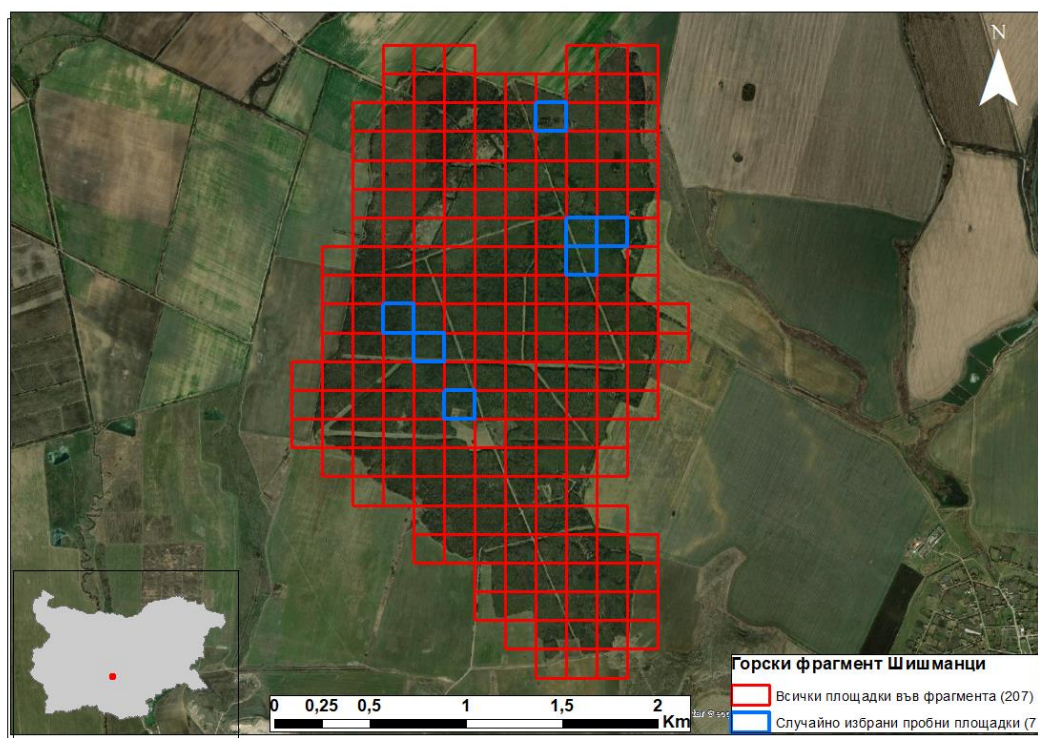 N
Горски фрагмент Шишманци
Всички площадки във фрагмента (207)
Случайно избрани пробни площадки (7
0 0,25 0,5 1 1,5 2
Km